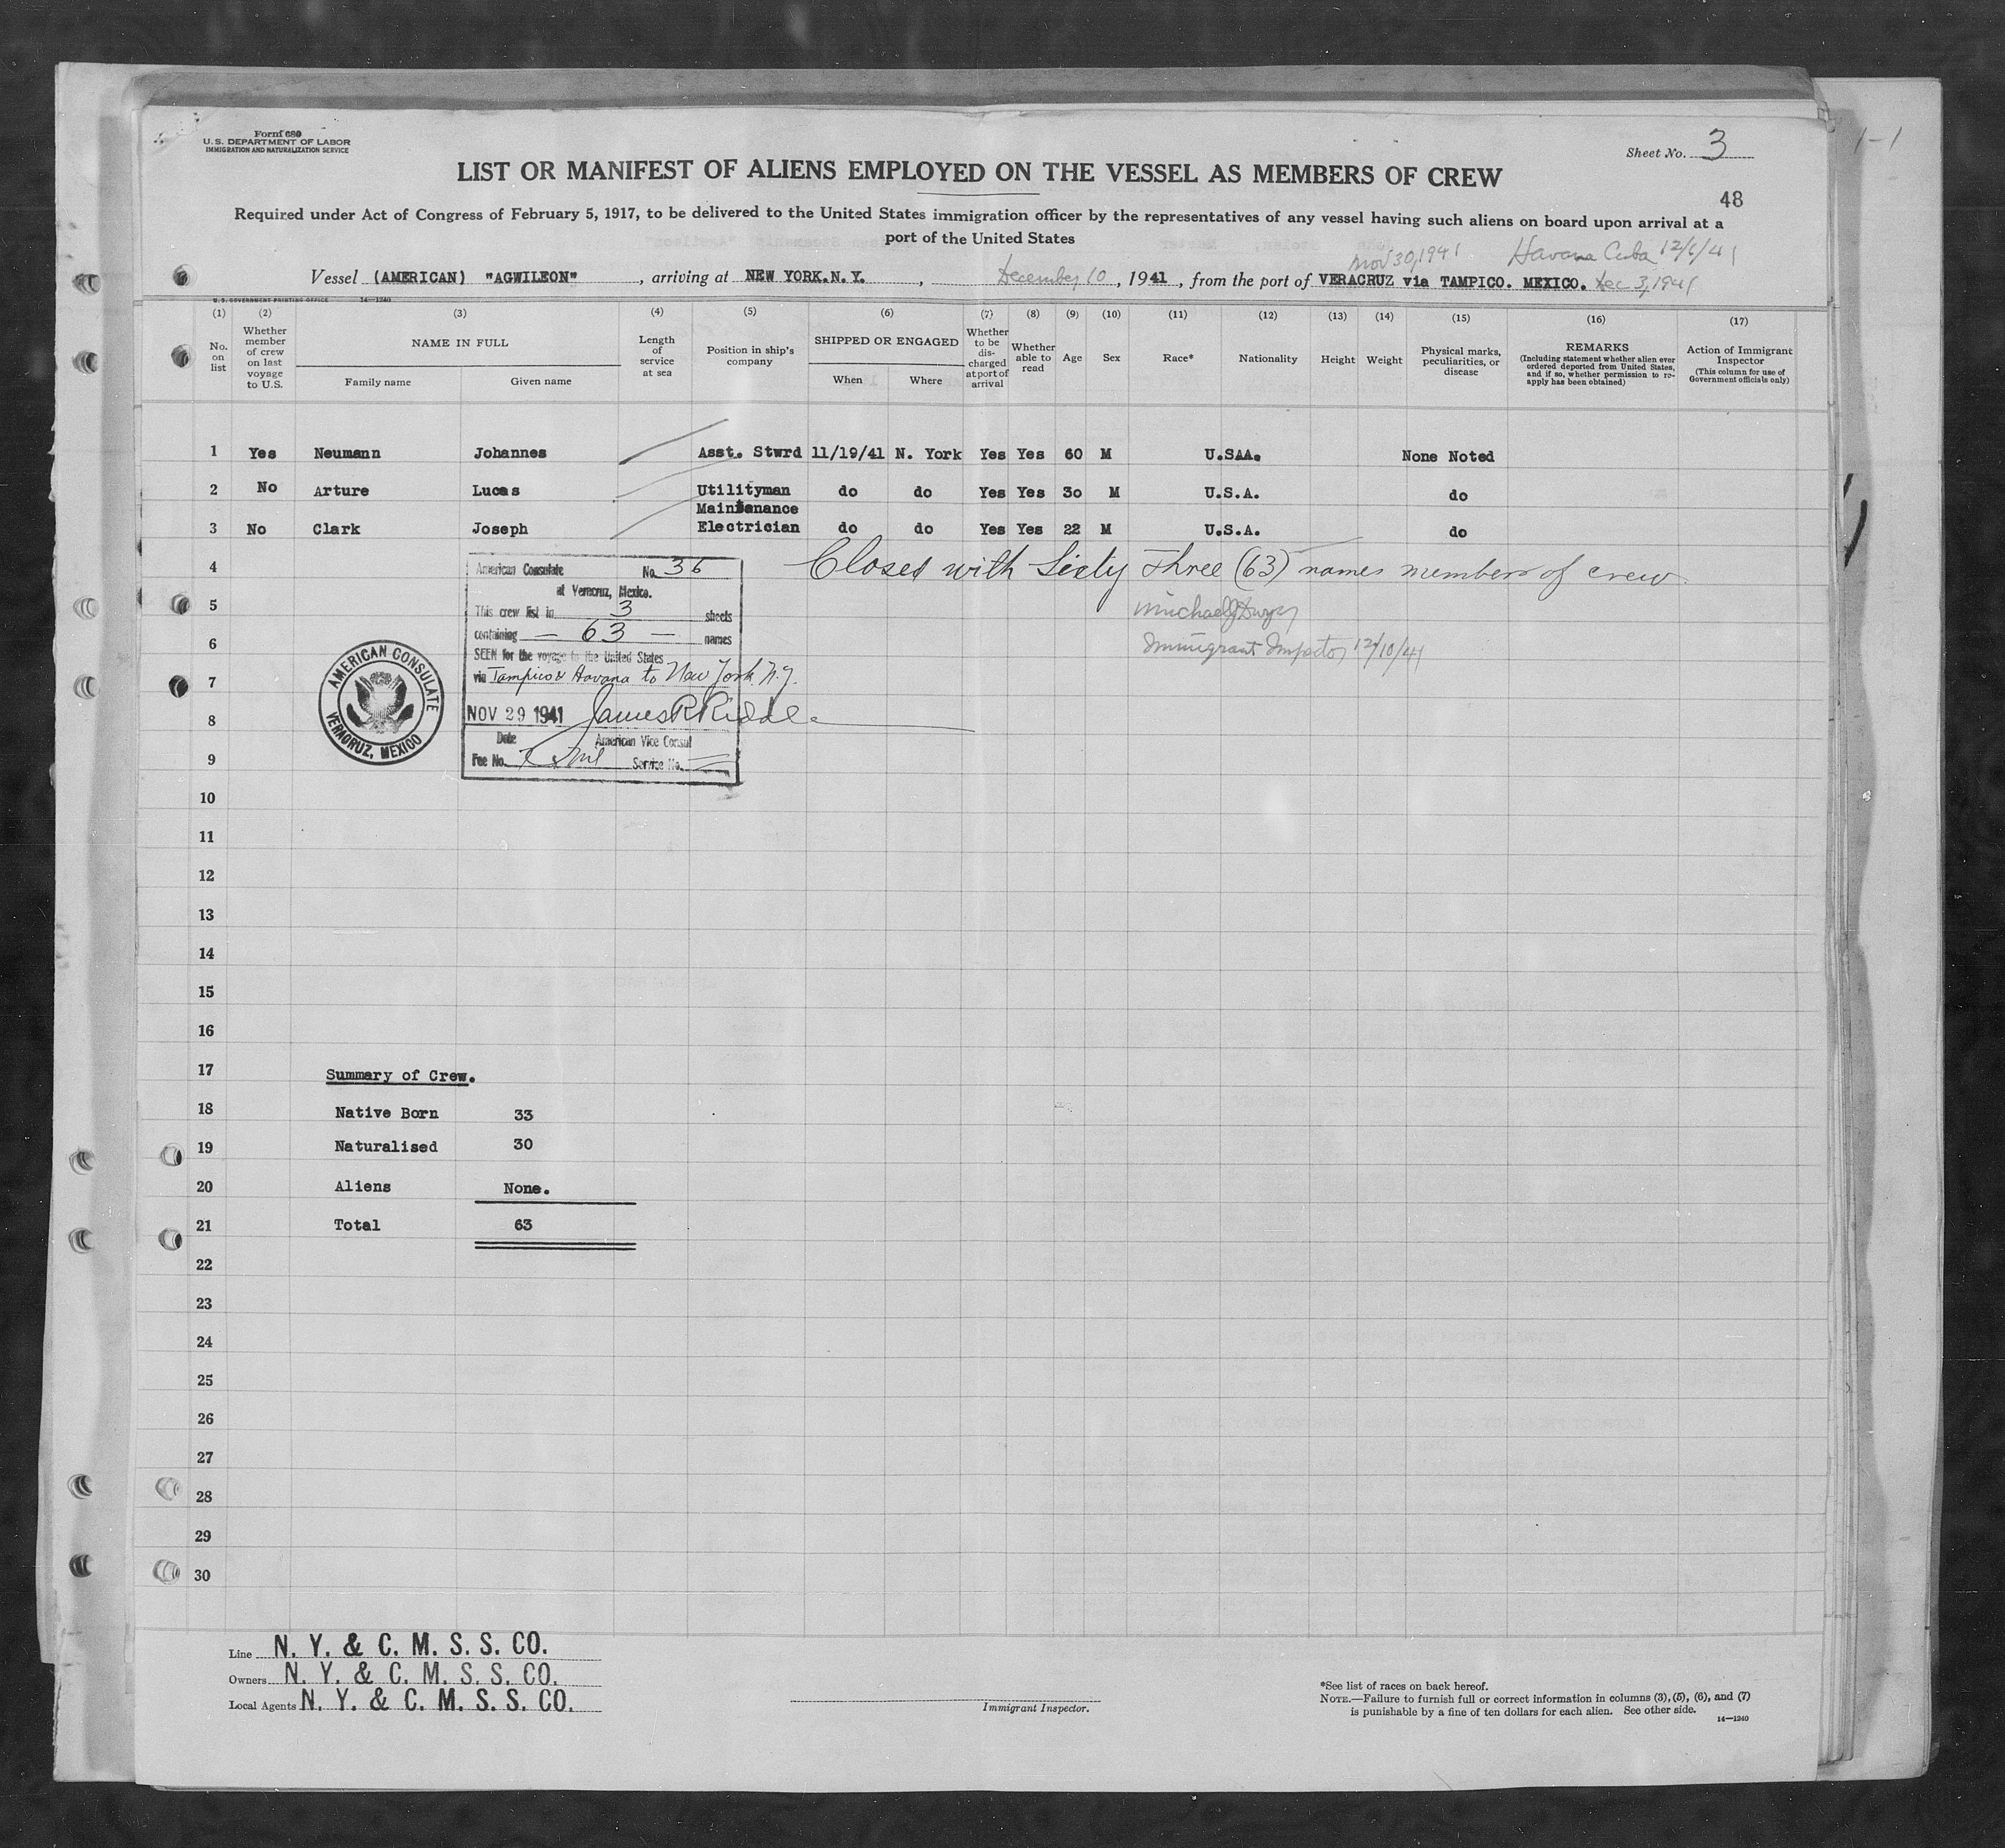 Form 680
U. S. DEPARTMENT OF LABOR
IMMIGRATION AND NATURALIZATION SERVICE
Sheet No. 3
LIST OR MANIFEST OF ALIENS EMPLOYED ON THE VESSEL AS MEMBERS OF CREW
48
Required under Act of Congress of February 5, 1917, to be delivered to the United States immigration officer by the representatives of any vessel having such aliens on board upon arrival at a
port of the United States
Nov 30, 1941. Havana Cuba 12/6/41
Vessel (AMERICAN) "AGWILEON", arriving at NEW YORK.N.Y., December 10, 1941, from the port of VERACRUZ via TAMPICO. MEXICO. Dec 3, 1941
U. S. GOVERNMENT PRINTING OFFICE 14—1240
(1) (2) (3) (4) (5) (6) (7) (8) (9) (10) (11) (12) (13) (14) (15) (16) (17)
No. on list
Whether member of crew on last voyage to U.S.
NAME IN FULL
Family name Given name
Length of service at sea
Position in ship's company
SHIPPED OR ENGAGED
When Where
Whether to be discharged at port of arrival
Whether able to read
Age
Sex
Race*
Nationality
Height
Weight
Physical marks, peculiarities, or disease
REMARKS
(Including statement whether alien ever ordered deported from United States, and if so, whether permission to re-apply has been obtained)
Action of Immigrant Inspector
(This column for use of Government officials only)
1 Yes Neumann Johannes Asst. Stwrd 11/19/41 N. York Yes Yes 60 M U.SAA. None Noted
2 No Arture Lucas Utilityman do do Yes Yes 30 M U.S.A. do
Maintenance
3 No Clark Joseph Electrician do do Yes Yes 22 M U.S.A. do
4 Closes with Sixty Three (63) names members of crew.
5 Michael J Dwyer
6 Immigrant Inspector 12/10/41
7
8
9
American Consulate No. 36
at Veracruz, Mexico.
This crew list in 3 sheets
containing — 63 — names
SEEN for the voyage to the United States
via Tampico & Havana to New York. N.Y.
NOV 29 1941 James R Riddle
Date American Vice Consul
Fee No. Service No.
AMERICAN CONSULATE
VERACRUZ, MEXICO
10
11
12
13
14
15
16
17 Summary of Crew.
18 Native Born 33
19 Naturalised 30
20 Aliens None.
21 Total 63
22
23
24
25
26
27
28
29
30
Line N. Y. & C. M. S. S. CO.
Owners N. Y. & C. M. S. S. CO.
Local Agents N. Y. & C. M. S. S. CO.
Immigrant Inspector.
*See list of races on back hereof.
NOTE.—Failure to furnish full or correct information in columns (3), (5), (6), and (7)
is punishable by a fine of ten dollars for each alien. See other side.
14—1240